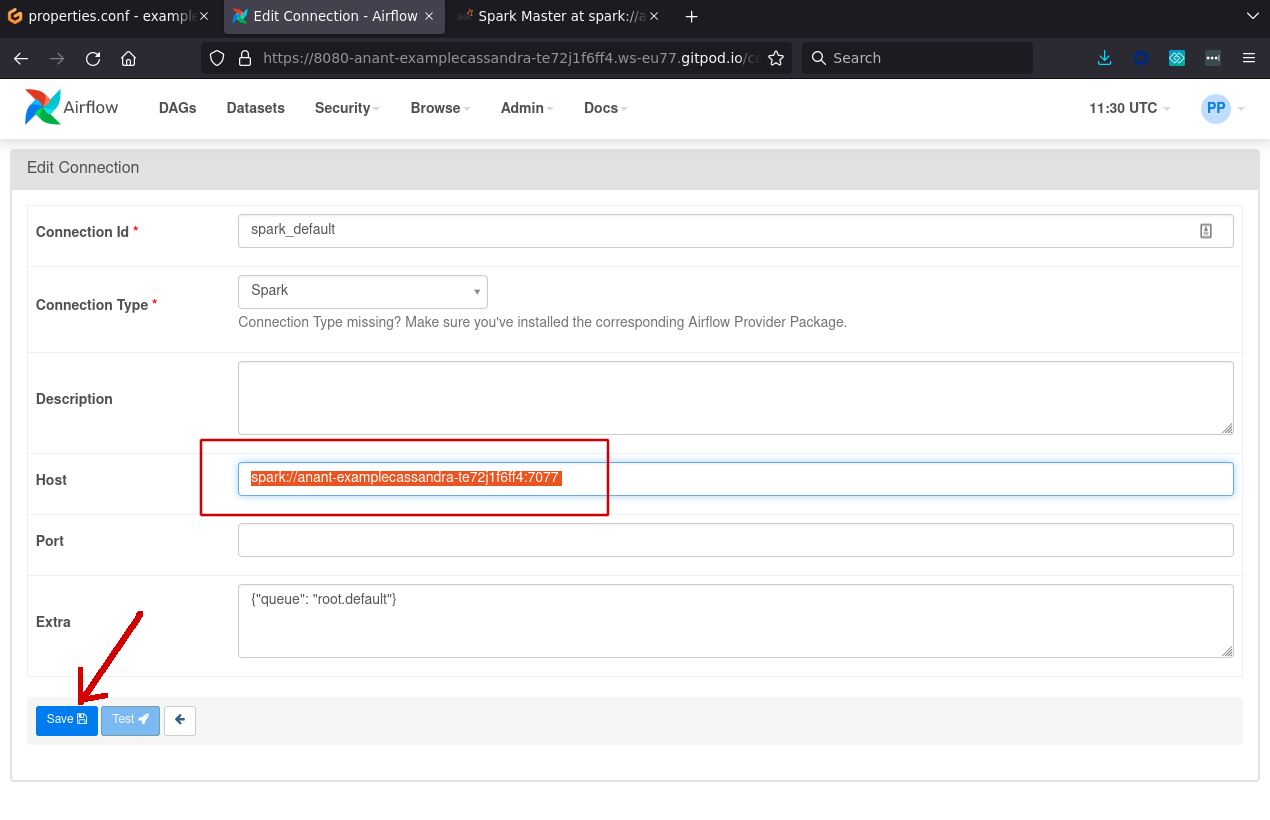 properties.conf - example
Edit Connection - Airflow
Spark Master at spark://a
https://8080-anant-examplecassandra-te72j1f6ff4.ws-eu77.gitpod.io/co
Search
Airflow
DAGs
Datasets
Security
Browse
Admin
Docs
11:30 UTC
PP
Edit Connection
Connection Id *
spark_default
Connection Type *
Spark
Connection Type missing? Make sure you've installed the corresponding Airflow Provider Package.
Description
Host
spark://anant-examplecassandra-te72j1f6ff4:7077
Port
Extra
{"queue": "root.default"}
Save
Test